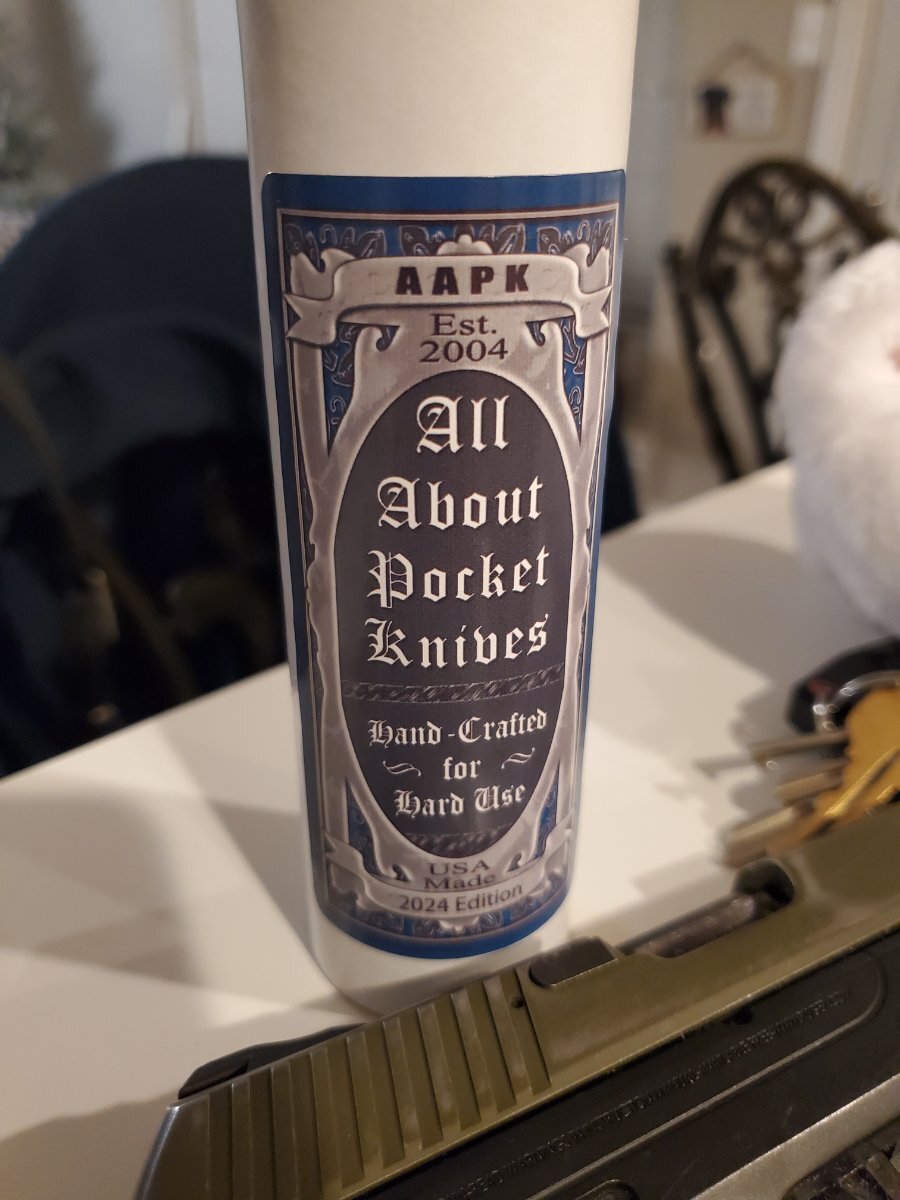 AAPK
Est.
2004
All
About
Pocket
Knives
Hand-Crafted
for
Hard Use
USA
Made
2024 Edition